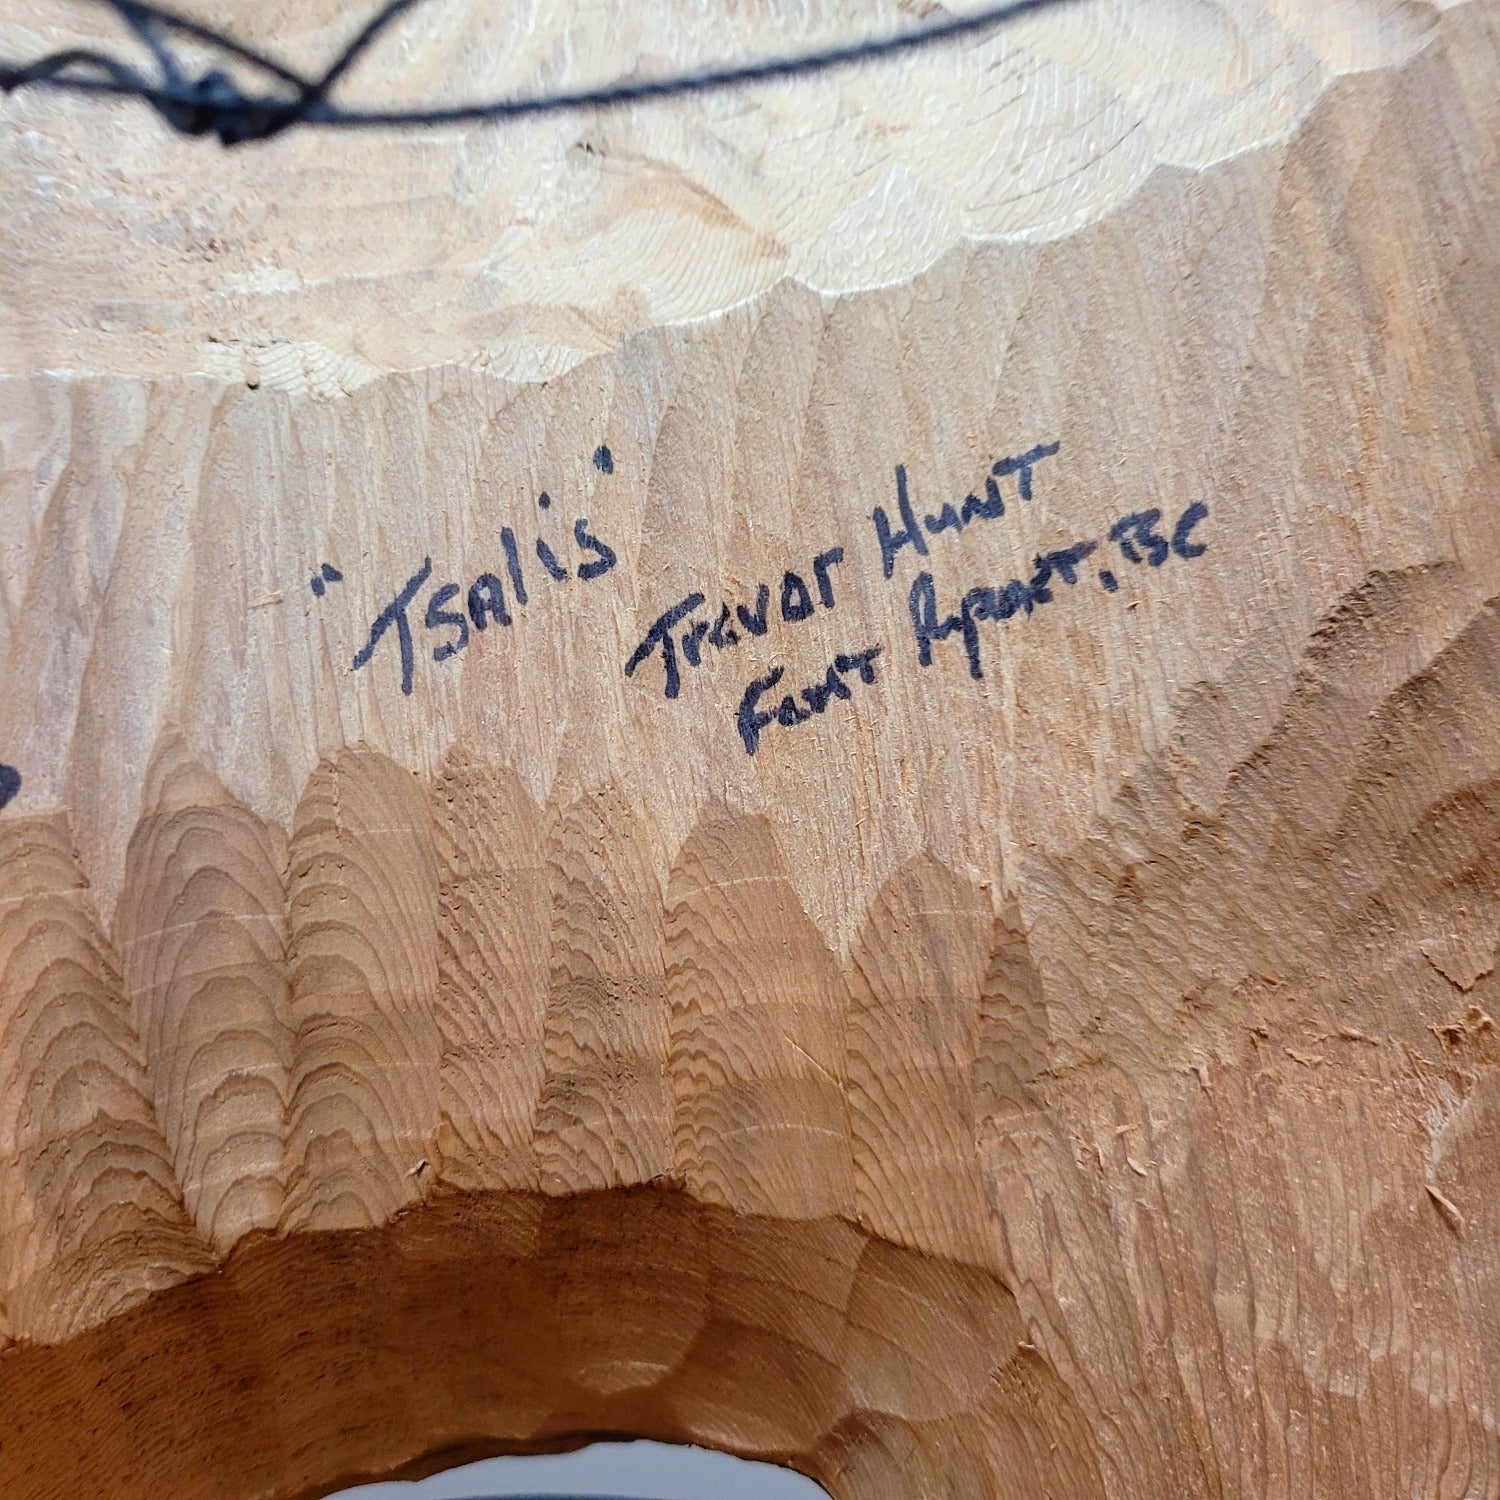 "Tsalis"
Trevor Hunt
Fort Rupert, BC